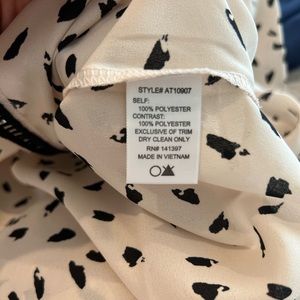 STYLE# AT10907
SELF:
100% POLYESTER
CONTRAST:
100% POLYESTER
EXCLUSIVE OF TRIM
DRY CLEAN ONLY
RN# 141397
MADE IN VIETNAM